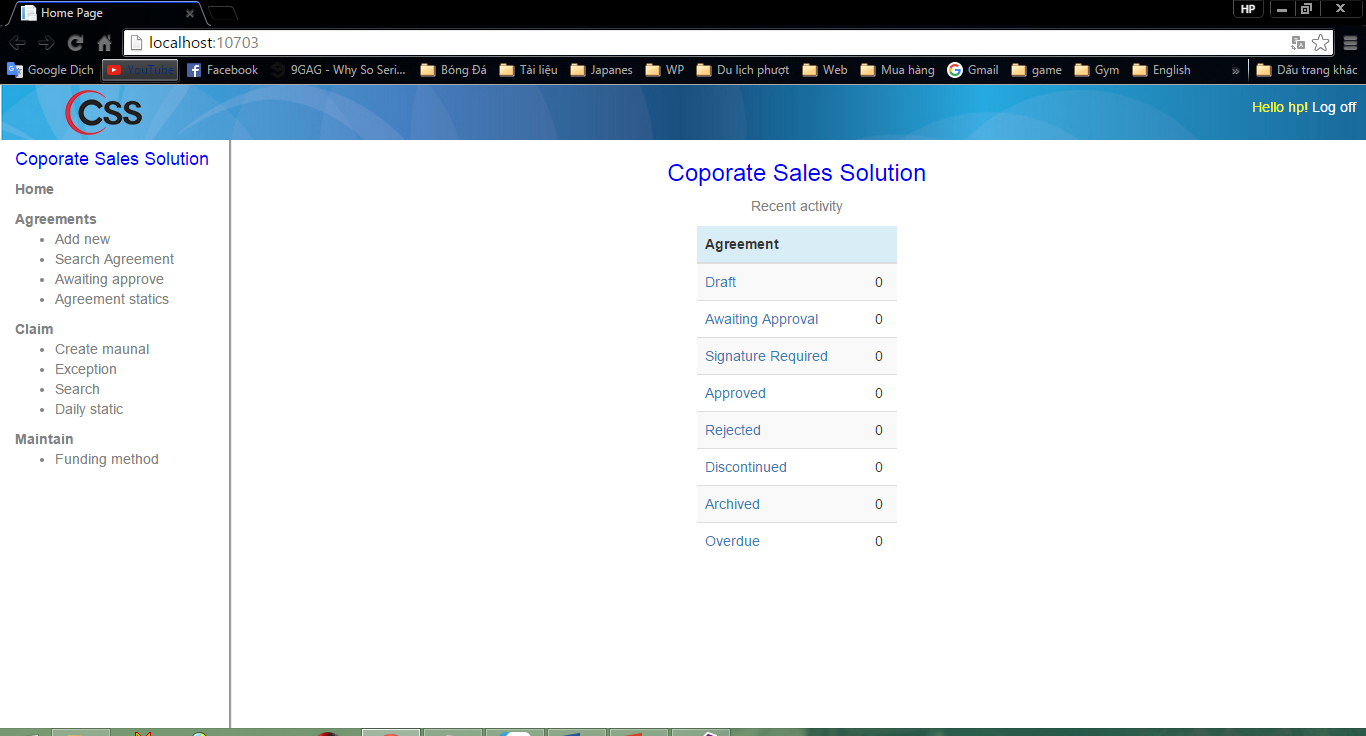 Home Page
HP
localhost:10703
Google Dịch YouTube Facebook 9GAG - Why So Seri... Bóng Đá Tài liệu Japanes WP Du lịch phượt Web Mua hàng Gmail game Gym English » Dấu trang khác
CSS
Hello hp! Log off
Coporate Sales Solution
Home
Agreements
Add new
Search Agreement
Awaiting approve
Agreement statics
Claim
Create maunal
Exception
Search
Daily static
Maintain
Funding method
Coporate Sales Solution
Recent activity
Agreement
Draft 0
Awaiting Approval 0
Signature Required 0
Approved 0
Rejected 0
Discontinued 0
Archived 0
Overdue 0